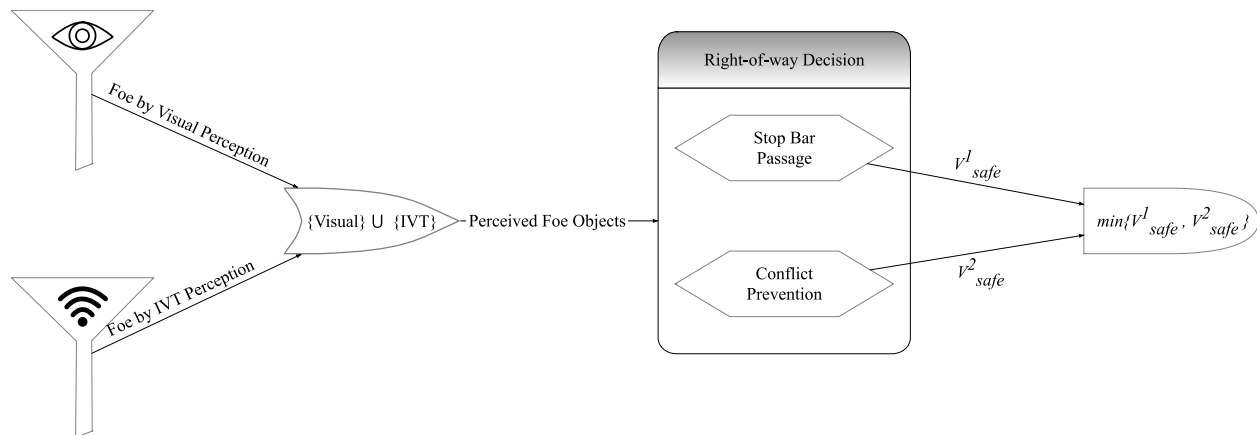 Foe by Visual Perception
{Visual} ∪ {IVT}
Foe by IVT Perception
Perceived Foe Objects
Right-of-way Decision
Stop Bar
Passage
Conflict
Prevention
V¹safe
V²safe
min{V¹safe, V²safe}